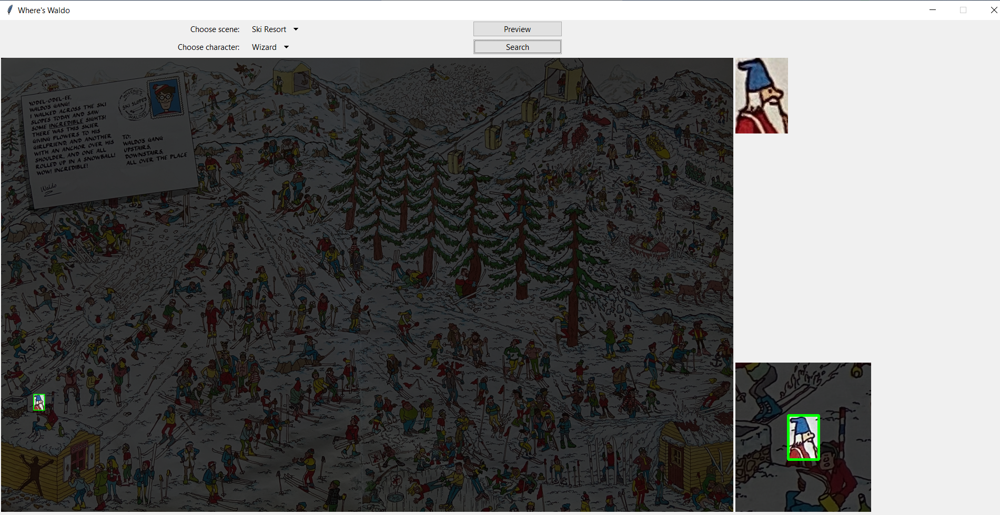 Where's Waldo
Choose scene:
Ski Resort
Preview
Choose character:
Wizard
Search
YODEL-ODEL-EE,
WALDO'S GANG!
I WALKED ACROSS THE SKI
SLOPES TODAY AND SAW
SOME INCREDIBLE SIGHTS!
THERE WAS THIS SKIER
GIVING FLOWERS TO HIS
GIRLFRIEND, AND ANOTHER
WITH AN ANCHOR OVER HIS
SHOULDER, AND ONE ALL
ROLLED UP IN A SNOWBALL!
WOW! INCREDIBLE!
Waldo
WHERE'S
SKI SLOPES
WALDO?
TO:
WALDO'S GANG
UPSTAIRS,
DOWNSTAIRS,
ALL OVER THE PLACE